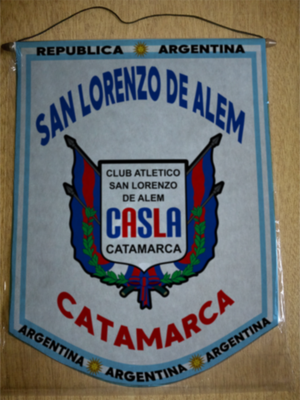 REPUBLICA ARGENTINA
SAN LORENZO DE ALEM
CLUB ATLETICO
SAN LORENZO
DE ALEM
CASLA
CATAMARCA
CATAMARCA
ARGENTINA ARGENTINA ARGENTINA